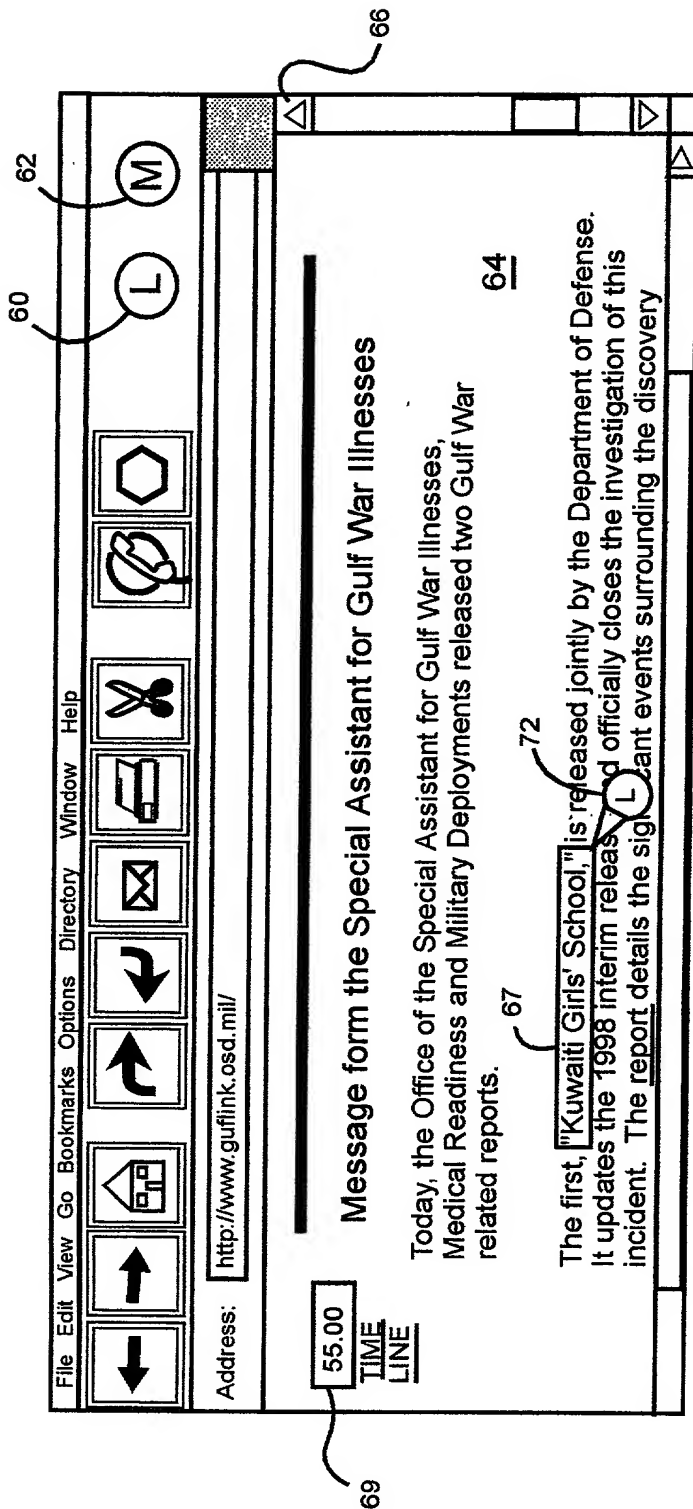 60
62
File Edit View Go Bookmarks Options Directory Window Help
L
M
Address: http://www.guflink.osd.mil/
66
69
55.00
TIME
LINE
Message form the Special Assistant for Gulf War Illnesses
Today, the Office of the Special Assistant for Gulf War Illnesses,
Medical Readiness and Military Deployments released two Gulf War
related reports.
64
67
72
The first, "Kuwaiti Girls' School," is released jointly by the Department of Defense.
It updates the 1998 interim releas d officially closes the investigation of this
L
incident. The report details the sig cant events surrounding the discovery